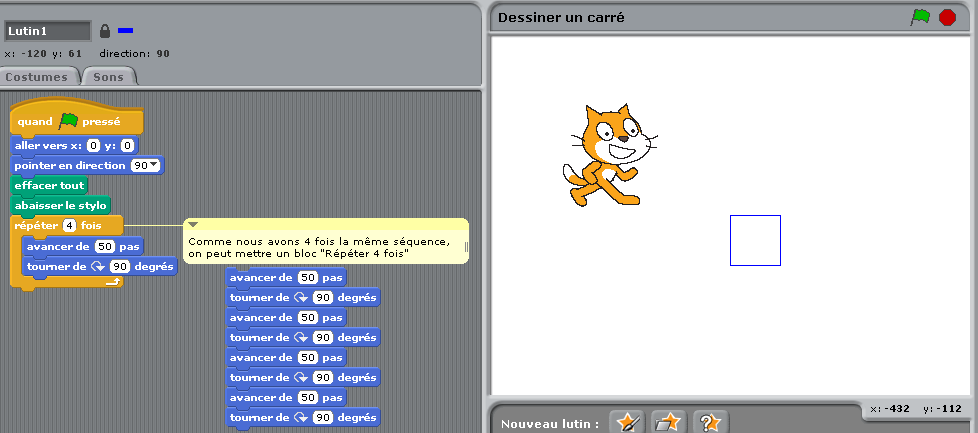 Lutin1
x: -120 y: 61 direction: 90
Costumes Sons
quand pressé
aller vers x: 0 y: 0
pointer en direction 90
effacer tout
abaisser le stylo
répéter 4 fois
avancer de 50 pas
tourner de 90 degrés
Comme nous avons 4 fois la même séquence,
on peut mettre un bloc "Répéter 4 fois"
avancer de 50 pas
tourner de 90 degrés
avancer de 50 pas
tourner de 90 degrés
avancer de 50 pas
tourner de 90 degrés
avancer de 50 pas
tourner de 90 degrés
Dessiner un carré
x: -432 y: -112
Nouveau lutin :